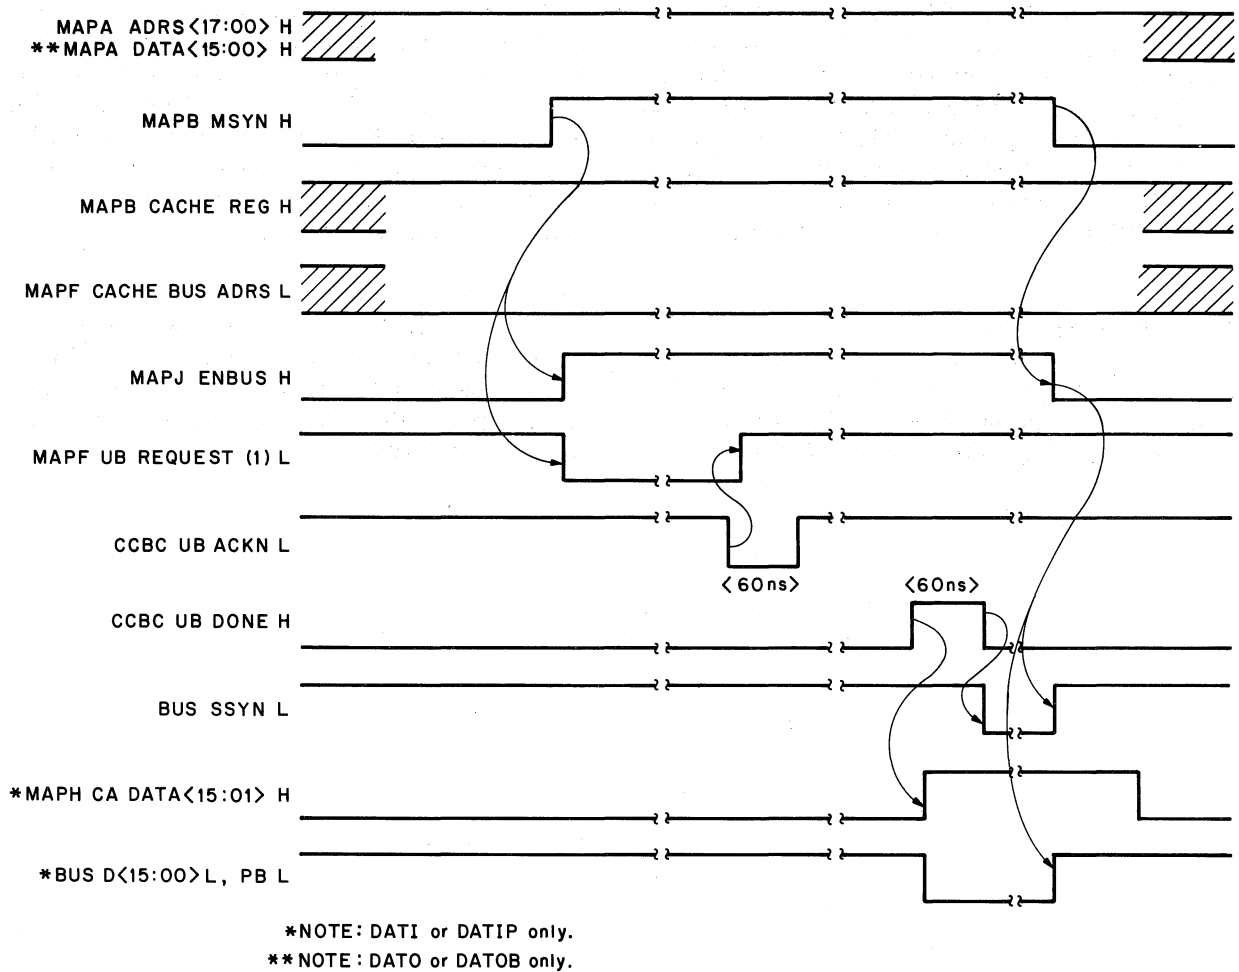 MAPA ADRS<17:00> H
**MAPA DATA<15:00> H
MAPB MSYN H
MAPB CACHE REG H
MAPF CACHE BUS ADRS L
MAPJ ENBUS H
MAPF UB REQUEST (1) L
CCBC UB ACKN L
<60ns>
<60ns>
CCBC UB DONE H
BUS SSYN L
*MAPH CA DATA<15:01> H
*BUS D<15:00>L, PB L
*NOTE: DATI or DATIP only.
**NOTE: DATO or DATOB only.